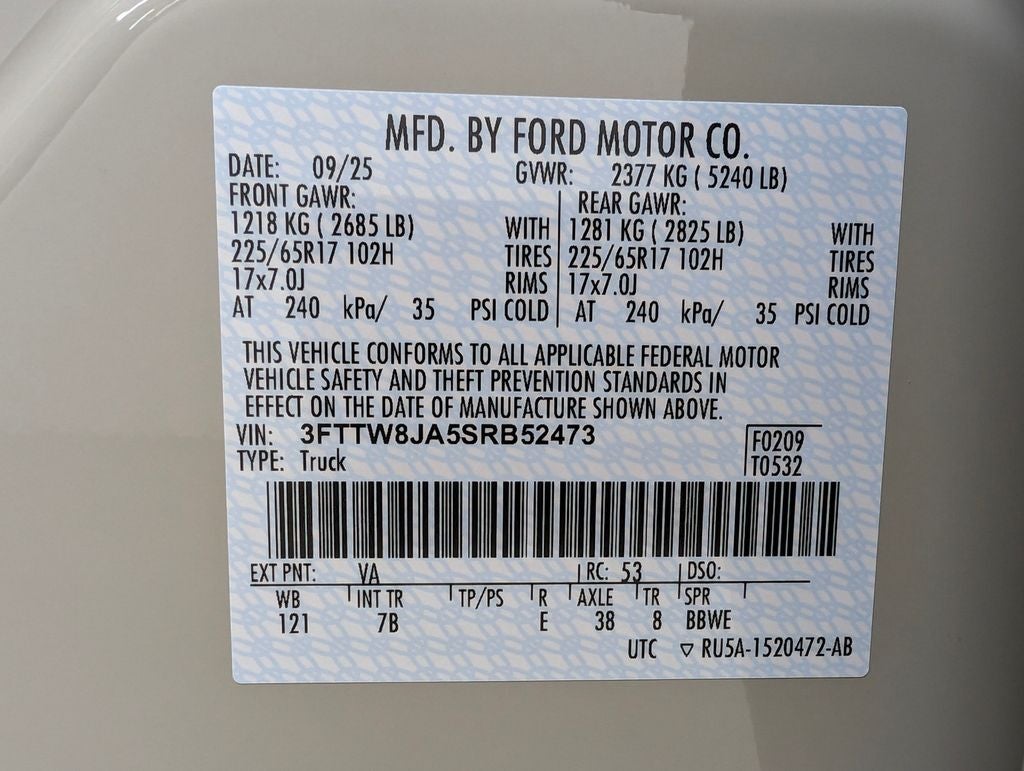 MFD. BY FORD MOTOR CO.
DATE: 09/25 GVWR: 2377 KG ( 5240 LB)
FRONT GAWR: REAR GAWR:
1218 KG ( 2685 LB) WITH 1281 KG ( 2825 LB) WITH
225/65R17 102H TIRES 225/65R17 102H TIRES
17x7.0J RIMS 17x7.0J RIMS
AT 240 kPa/ 35 PSI COLD AT 240 kPa/ 35 PSI COLD
THIS VEHICLE CONFORMS TO ALL APPLICABLE FEDERAL MOTOR
VEHICLE SAFETY AND THEFT PREVENTION STANDARDS IN
EFFECT ON THE DATE OF MANUFACTURE SHOWN ABOVE.
VIN: 3FTTW8JA5SRB52473 F0209
TYPE: Truck T0532
EXT PNT: VA RC: 53 DSO:
WB INT TR TP/PS R AXLE TR SPR
121 7B E 38 8 BBWE
UTC ▽ RU5A-1520472-AB